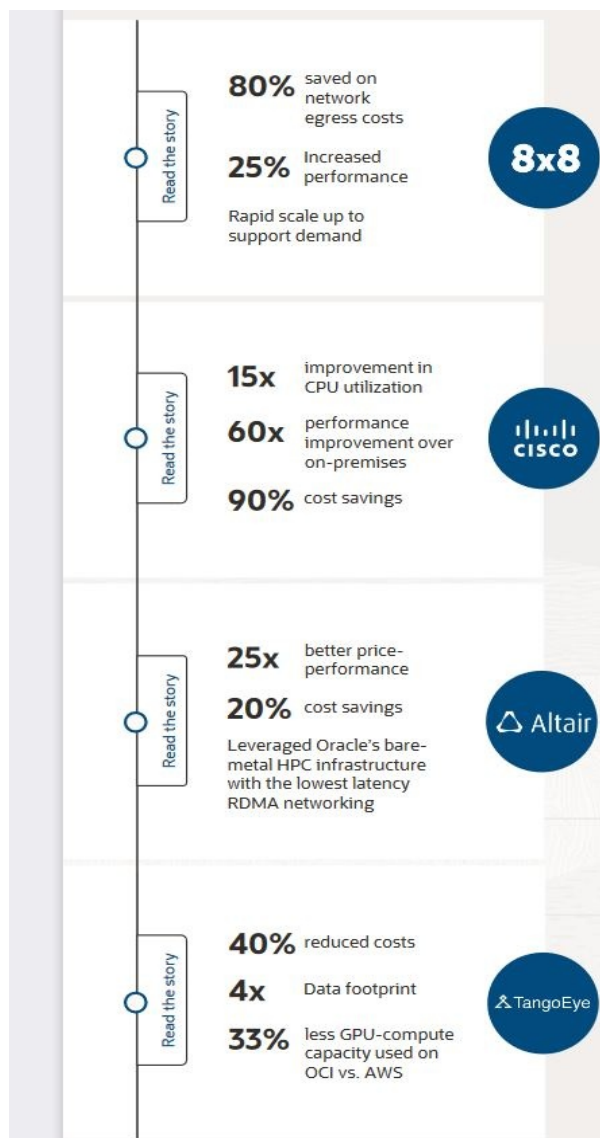 80% saved on
network
egress costs
Read the story
8x8
25% Increased
performance
Rapid scale up to
support demand
15x improvement in
CPU utilization
Read the story
CISCO
60x performance
improvement over
on-premises
90% cost savings
25x better price-
performance
Read the story
Altair
20% cost savings
Leveraged Oracle's bare-
metal HPC infrastructure
with the lowest latency
RDMA networking
40% reduced costs
Read the story
TangoEye
4x Data footprint
33% less GPU-compute
capacity used on
OCI vs. AWS